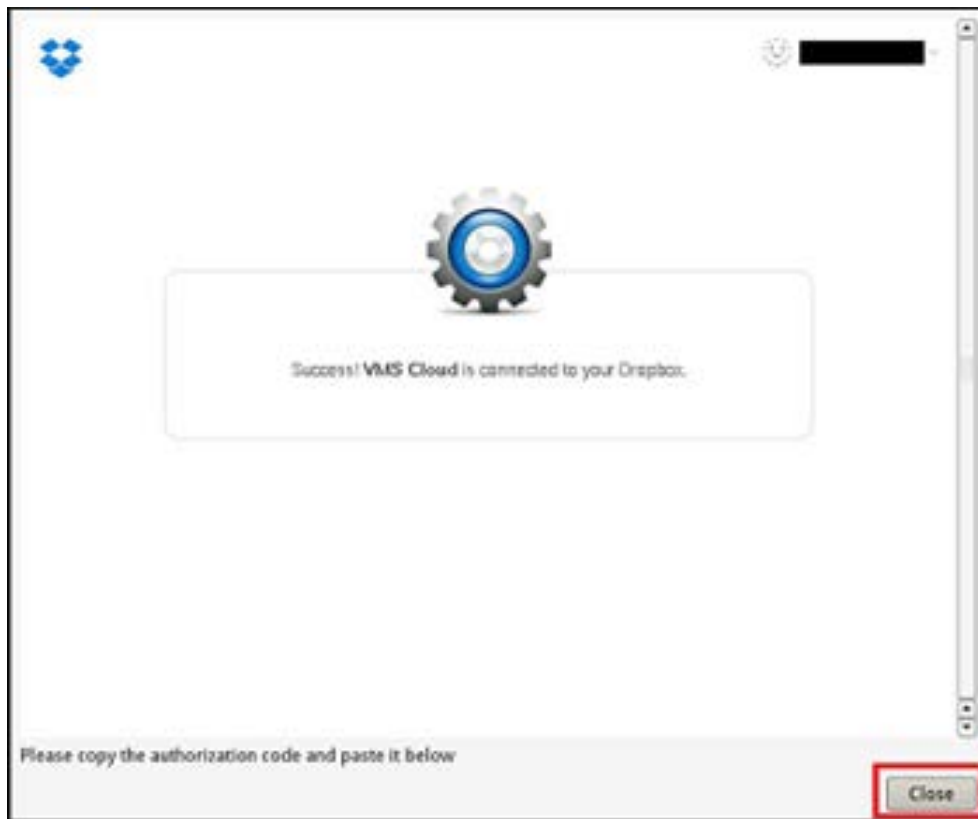 Success! VMS Cloud is connected to your Dropbox.
Please copy the authorization code and paste it below
Close